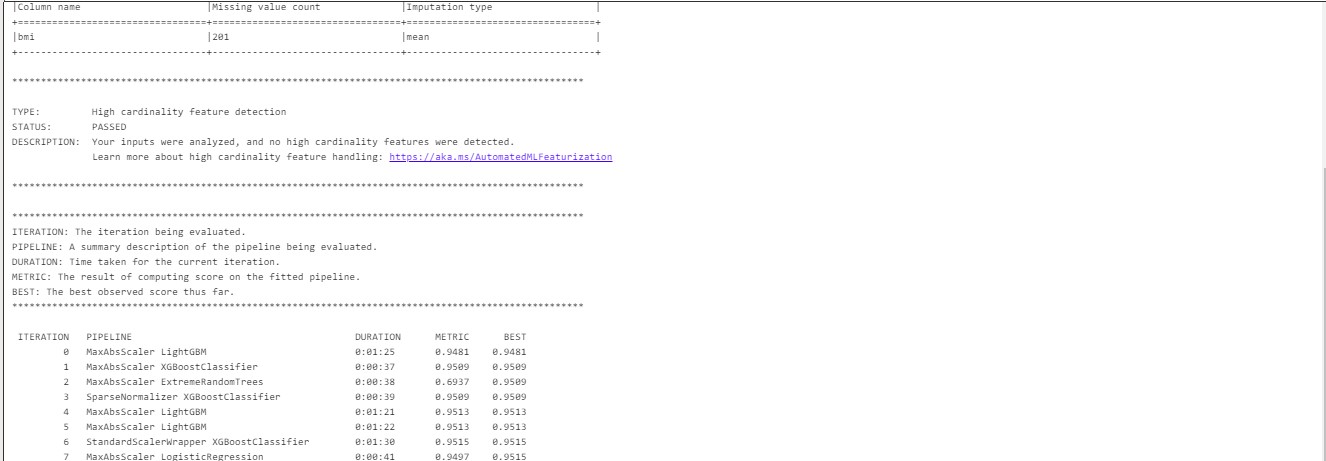 |Column name |Missing value count |Imputation type |
+=================================+=================================+=================================+
|bmi |201 |mean |
+---------------------------------+---------------------------------+---------------------------------+
****************************************************************************************************
TYPE: High cardinality feature detection
STATUS: PASSED
DESCRIPTION: Your inputs were analyzed, and no high cardinality features were detected.
Learn more about high cardinality feature handling: https://aka.ms/AutomatedMLFeaturization
****************************************************************************************************
****************************************************************************************************
ITERATION: The iteration being evaluated.
PIPELINE: A summary description of the pipeline being evaluated.
DURATION: Time taken for the current iteration.
METRIC: The result of computing score on the fitted pipeline.
BEST: The best observed score thus far.
****************************************************************************************************
ITERATION PIPELINE DURATION METRIC BEST
0 MaxAbsScaler LightGBM 0:01:25 0.9481 0.9481
1 MaxAbsScaler XGBoostClassifier 0:00:37 0.9509 0.9509
2 MaxAbsScaler ExtremeRandomTrees 0:00:38 0.6937 0.9509
3 SparseNormalizer XGBoostClassifier 0:00:39 0.9509 0.9509
4 MaxAbsScaler LightGBM 0:01:21 0.9513 0.9513
5 MaxAbsScaler LightGBM 0:01:22 0.9513 0.9513
6 StandardScalerWrapper XGBoostClassifier 0:01:30 0.9515 0.9515
7 MaxAbsScaler LogisticRegression 0:00:41 0.9497 0.9515